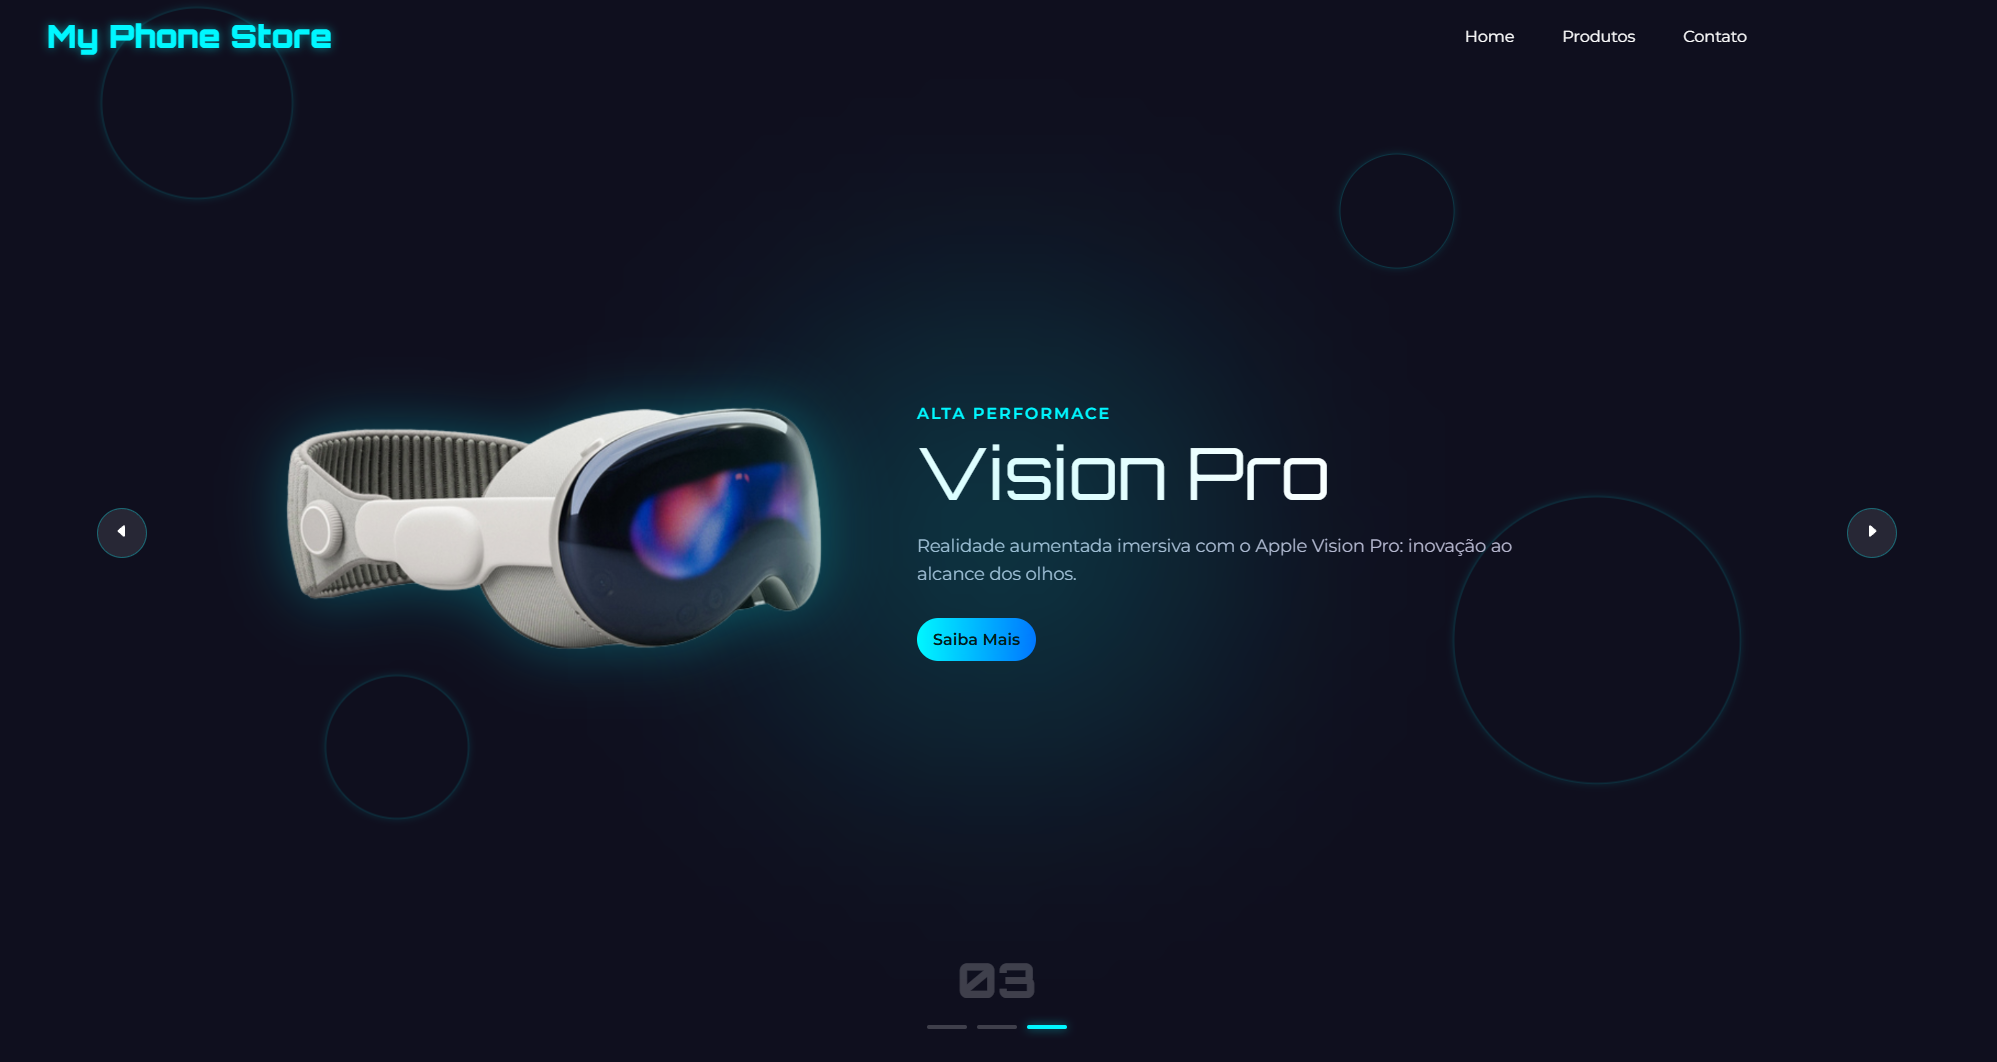 My Phone Store
Home
Produtos
Contato
ALTA PERFORMACE
Vision Pro
Realidade aumentada imersiva com o Apple Vision Pro: inovação ao
alcance dos olhos.
Saiba Mais
03